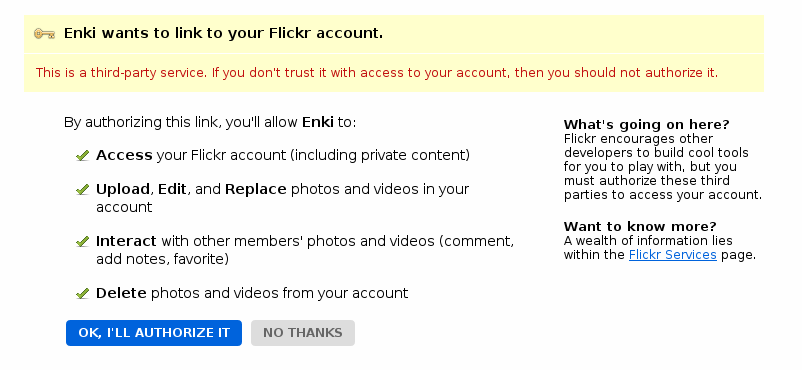 Enki wants to link to your Flickr account.
This is a third-party service. If you don't trust it with access to your account, then you should not authorize it.
By authorizing this link, you'll allow Enki to:
Access your Flickr account (including private content)
Upload, Edit, and Replace photos and videos in your
account
Interact with other members' photos and videos (comment,
add notes, favorite)
Delete photos and videos from your account
OK, I'LL AUTHORIZE IT
NO THANKS
What's going on here?
Flickr encourages other
developers to build cool tools
for you to play with, but you
must authorize these third
parties to access your account.
Want to know more?
A wealth of information lies
within the Flickr Services page.